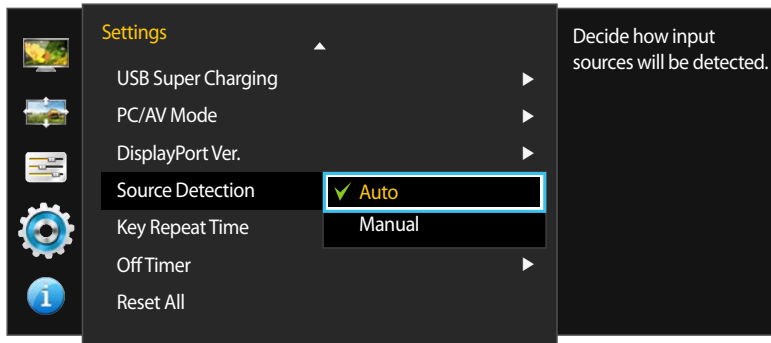 Settings
USB Super Charging
PC/AV Mode
DisplayPort Ver.
Source Detection
Auto
Manual
Key Repeat Time
Off Timer
Reset All
Decide how input
sources will be detected.